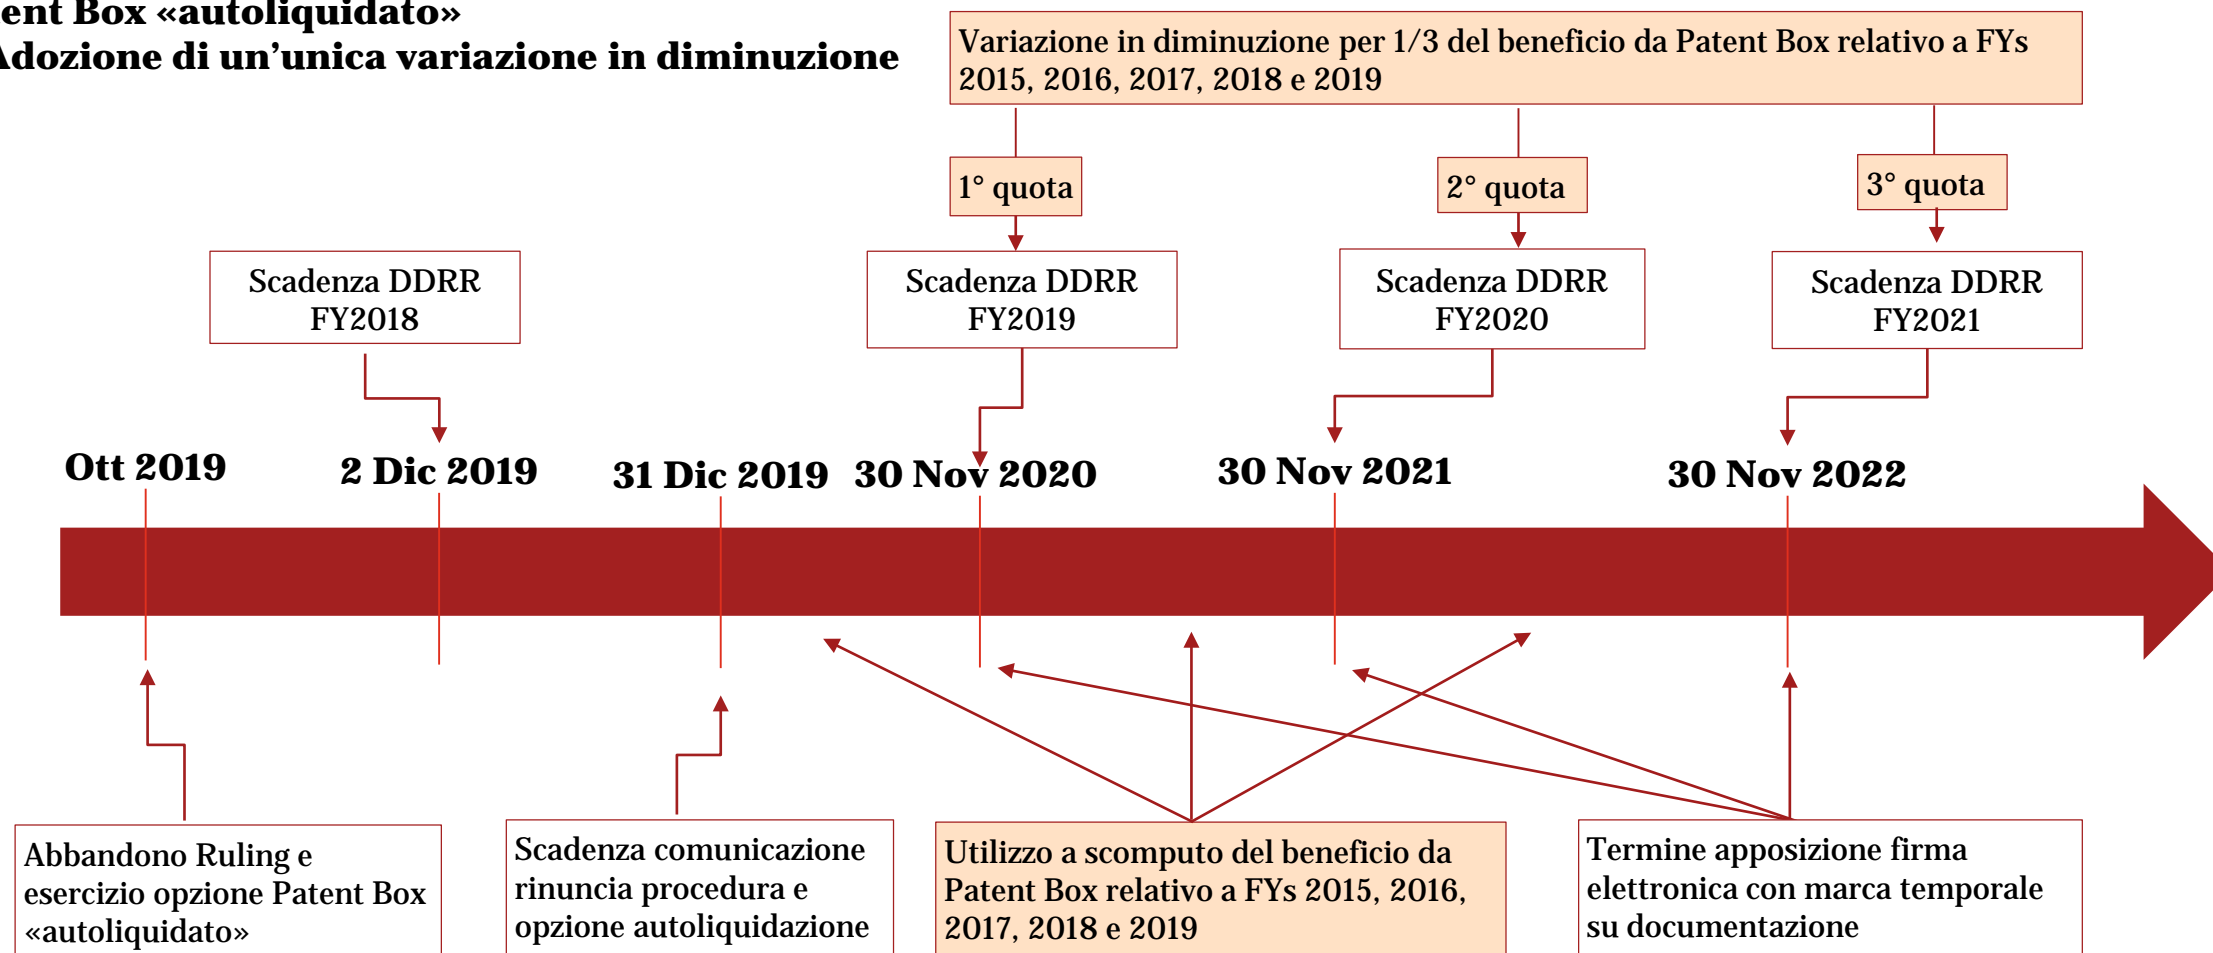 ent Box «autoliquidato»
Adozione di un'unica variazione in diminuzione
Variazione in diminuzione per 1/3 del beneficio da Patent Box relativo a FYs
2015, 2016, 2017, 2018 e 2019
1° quota
2° quota
3° quota
Scadenza DDRR
FY2018
Scadenza DDRR
FY2019
Scadenza DDRR
FY2020
Scadenza DDRR
FY2021
Ott 2019
2 Dic 2019
31 Dic 2019
30 Nov 2020
30 Nov 2021
30 Nov 2022
Abbandono Ruling e
esercizio opzione Patent Box
«autoliquidato»
Scadenza comunicazione
rinuncia procedura e
opzione autoliquidazione
Utilizzo a scomputo del beneficio da
Patent Box relativo a FYs 2015, 2016,
2017, 2018 e 2019
Termine apposizione firma
elettronica con marca temporale
su documentazione